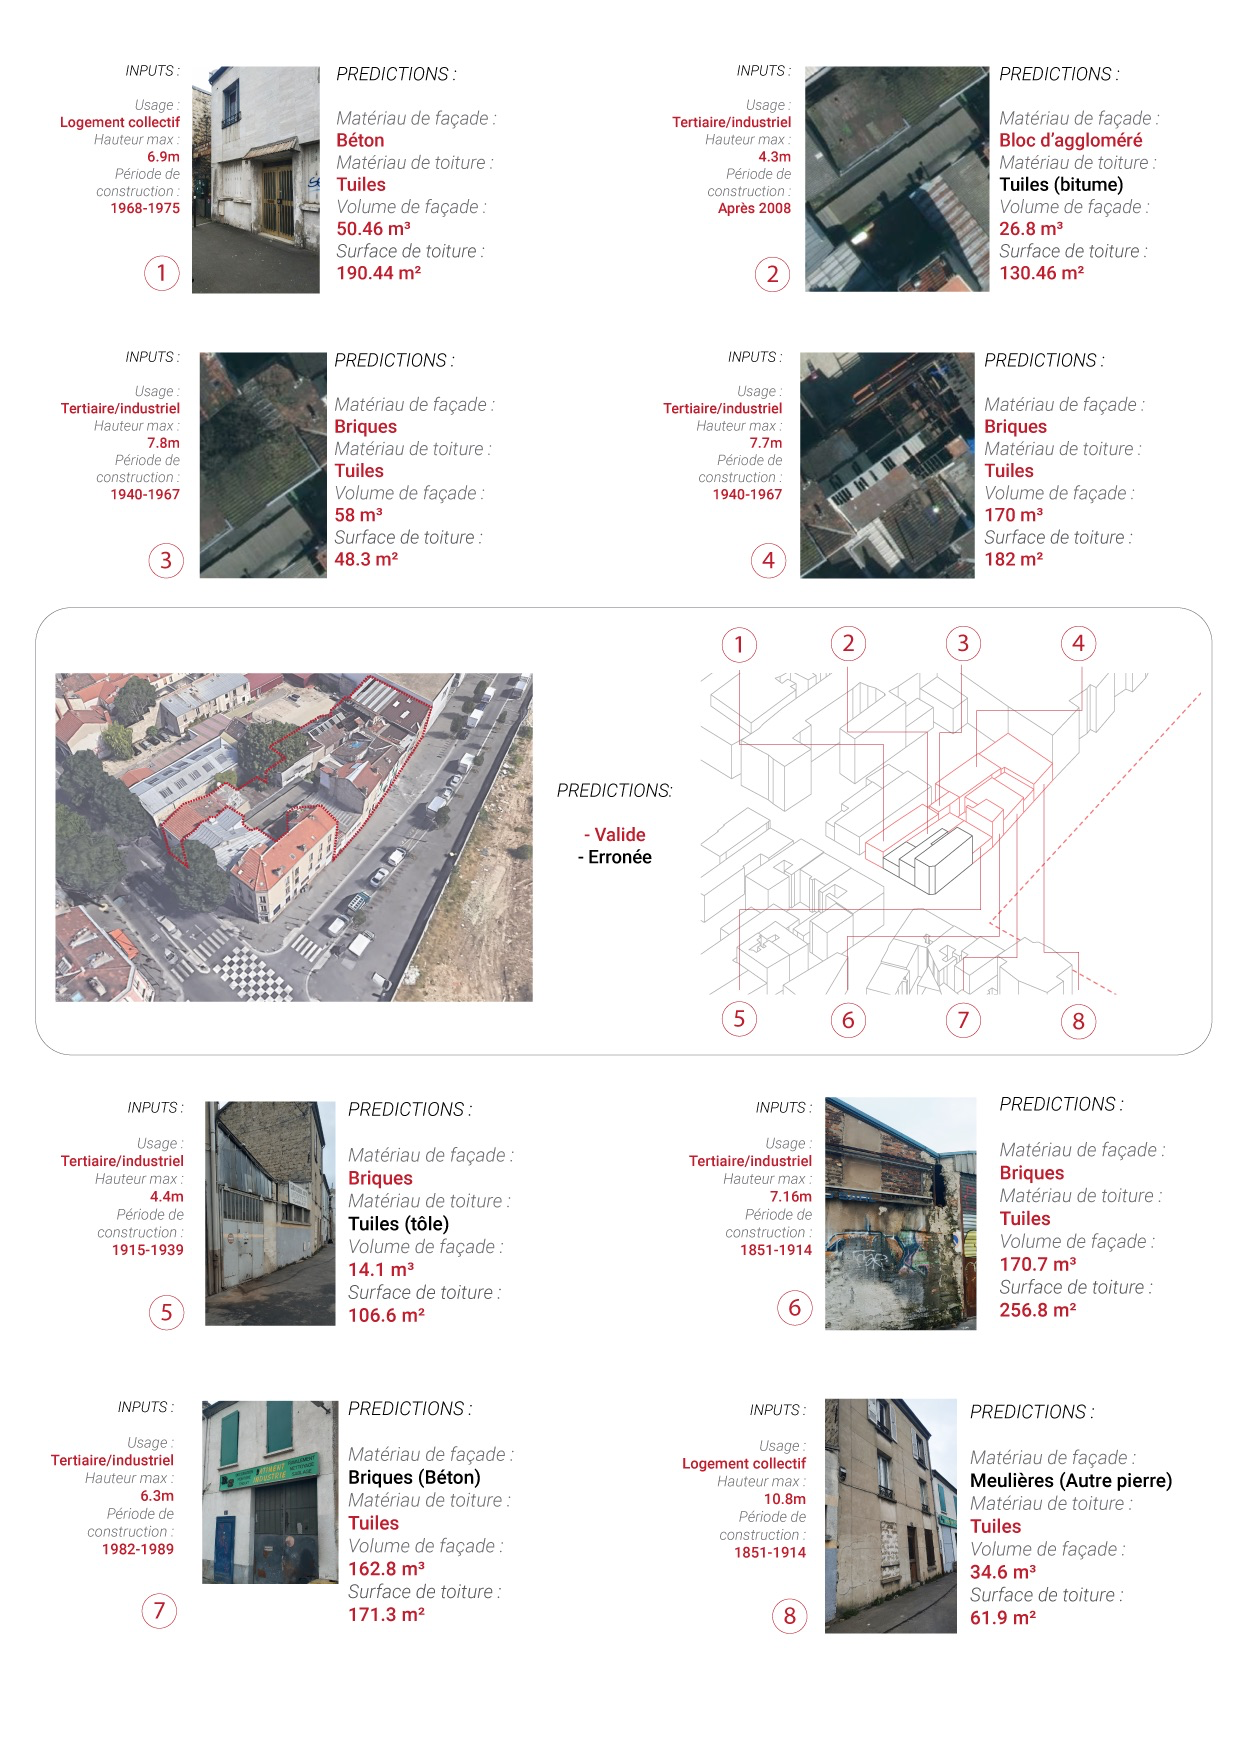 INPUTS :
Usage :
Logement collectif
Hauteur max :
6.9m
Période de
construction :
1968-1975
1
PREDICTIONS :
Matériau de façade :
Béton
Matériau de toiture :
Tuiles
Volume de façade :
50.46 m³
Surface de toiture :
190.44 m²
INPUTS :
Usage :
Tertiaire/industriel
Hauteur max :
4.3m
Période de
construction :
Après 2008
2
PREDICTIONS :
Matériau de façade :
Bloc d'aggloméré
Matériau de toiture :
Tuiles (bitume)
Volume de façade :
26.8 m³
Surface de toiture :
130.46 m²
INPUTS :
Usage :
Tertiaire/industriel
Hauteur max :
7.8m
Période de
construction :
1940-1967
3
PREDICTIONS :
Matériau de façade :
Briques
Matériau de toiture :
Tuiles
Volume de façade :
58 m³
Surface de toiture :
48.3 m²
INPUTS :
Usage :
Tertiaire/industriel
Hauteur max :
7.7m
Période de
construction :
1940-1967
4
PREDICTIONS :
Matériau de façade :
Briques
Matériau de toiture :
Tuiles
Volume de façade :
170 m³
Surface de toiture :
182 m²
PREDICTIONS:
- Valide
- Erronée
1 2 3 4
5 6 7 8
INPUTS :
Usage :
Tertiaire/industriel
Hauteur max :
4.4m
Période de
construction :
1915-1939
5
PREDICTIONS :
Matériau de façade :
Briques
Matériau de toiture :
Tuiles (tôle)
Volume de façade :
14.1 m³
Surface de toiture :
106.6 m²
INPUTS :
Usage :
Tertiaire/industriel
Hauteur max :
7.16m
Période de
construction :
1851-1914
6
PREDICTIONS :
Matériau de façade :
Briques
Matériau de toiture :
Tuiles
Volume de façade :
170.7 m³
Surface de toiture :
256.8 m²
INPUTS :
Usage :
Tertiaire/industriel
Hauteur max :
6.3m
Période de
construction :
1982-1989
7
INDUSTRIE
PREDICTIONS :
Matériau de façade :
Briques (Béton)
Matériau de toiture :
Tuiles
Volume de façade :
162.8 m³
Surface de toiture :
171.3 m²
INPUTS :
Usage :
Logement collectif
Hauteur max :
10.8m
Période de
construction :
1851-1914
8
PREDICTIONS :
Matériau de façade :
Meulières (Autre pierre)
Matériau de toiture :
Tuiles
Volume de façade :
34.6 m³
Surface de toiture :
61.9 m²